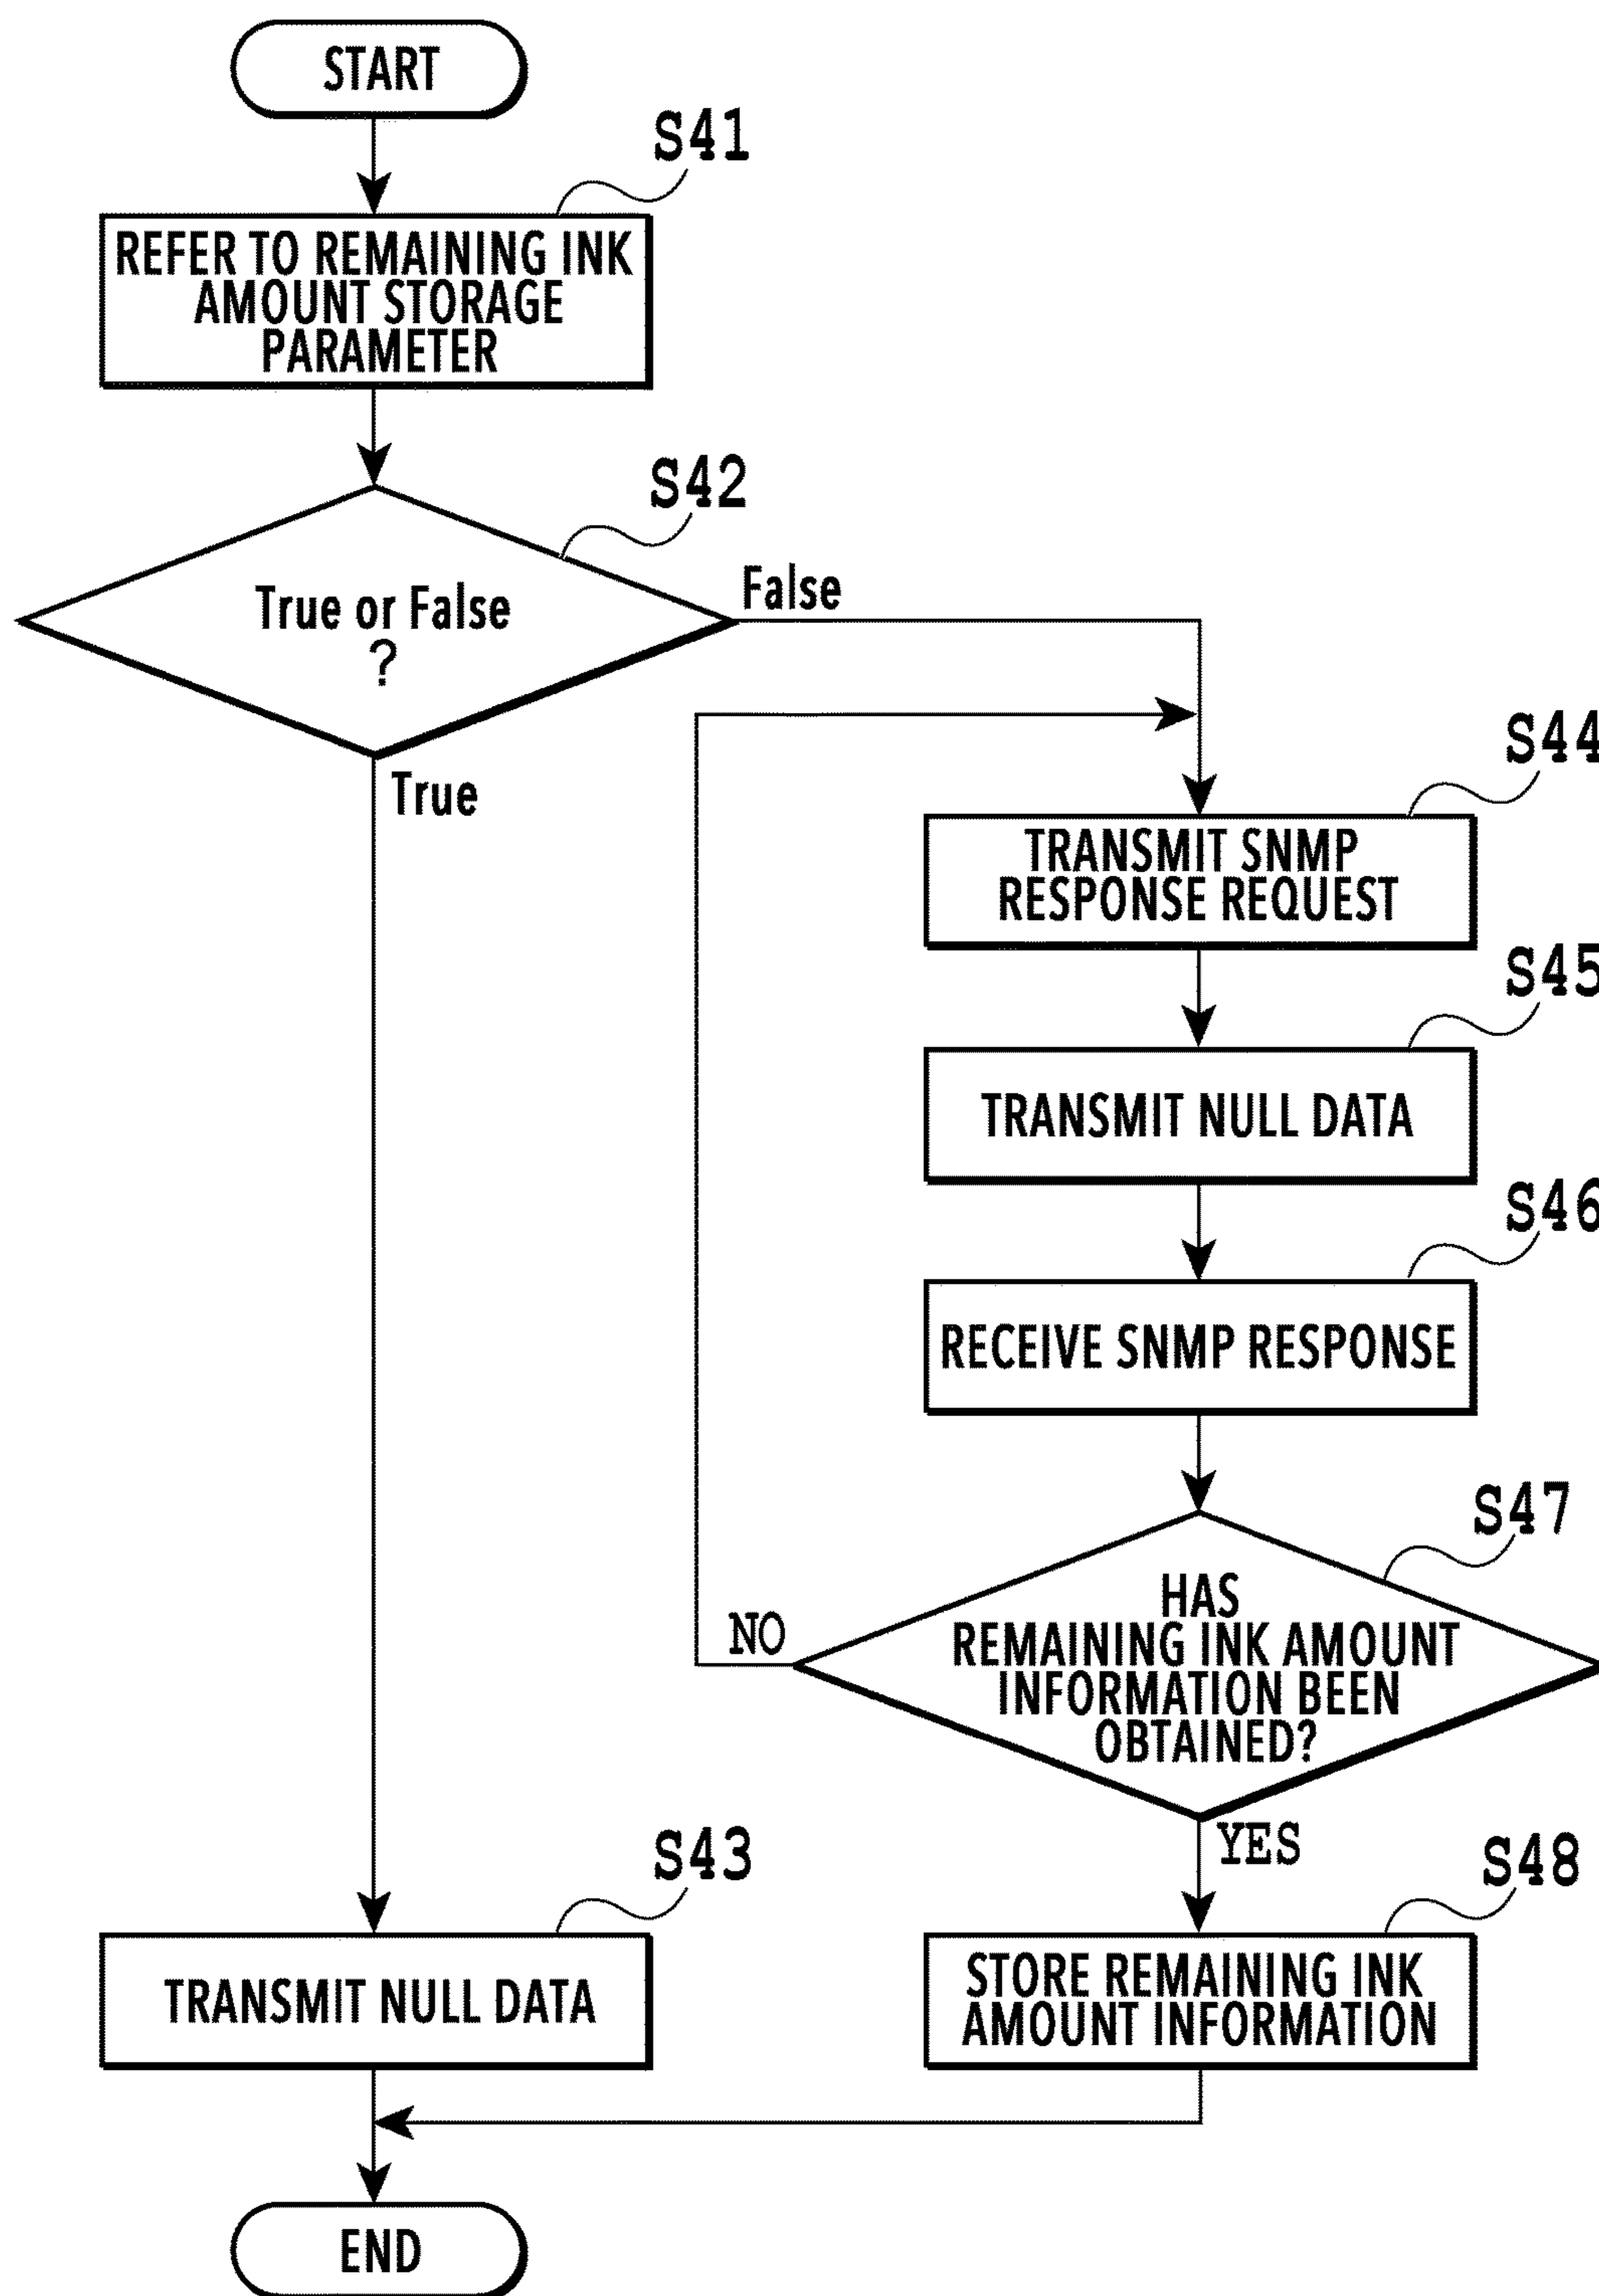 START
S41
REFER TO REMAINING INK
AMOUNT STORAGE
PARAMETER
S42
True or False
?
False
True
S44
TRANSMIT SNMP
RESPONSE REQUEST
S45
TRANSMIT NULL DATA
S46
RECEIVE SNMP RESPONSE
S47
HAS
REMAINING INK AMOUNT
INFORMATION BEEN
OBTAINED?
NO
YES
S43
TRANSMIT NULL DATA
S48
STORE REMAINING INK
AMOUNT INFORMATION
END